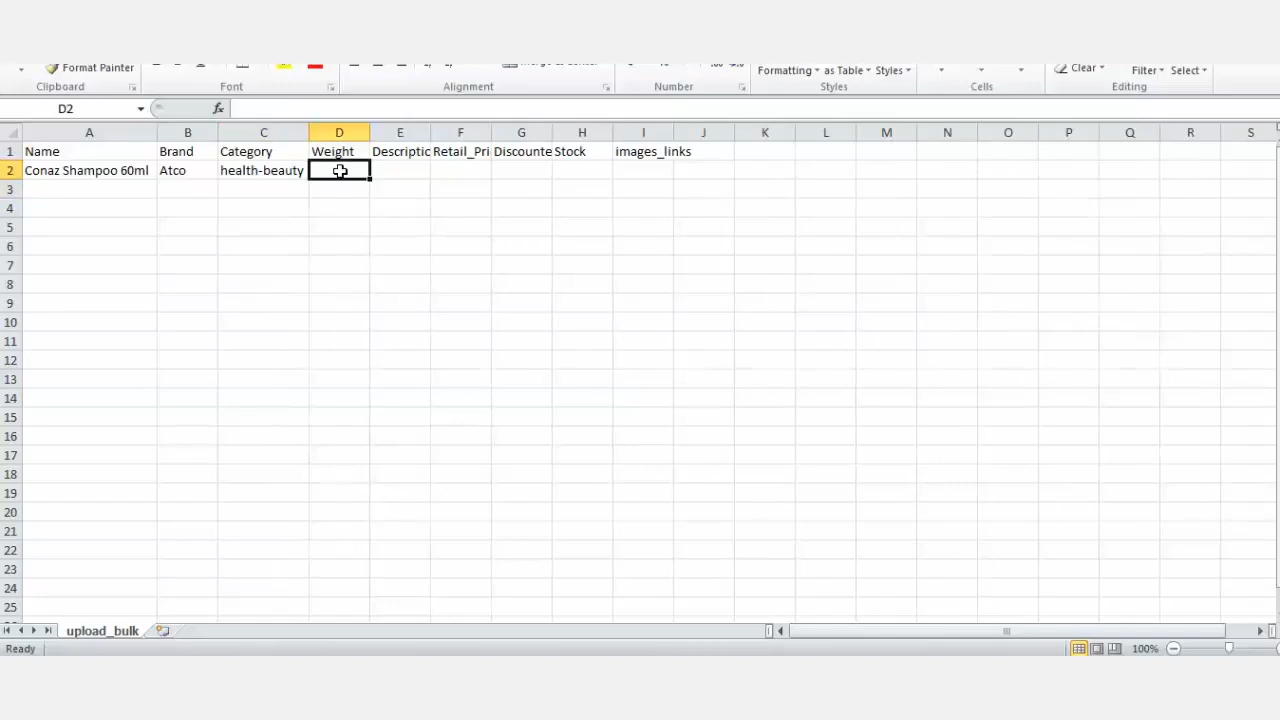 Format Painter
Formatting as Table Styles
Clear
Filter Select
Clipboard Font Alignment Number Styles Cells Editing
D2 fx
A B C D E F G H I J K L M N O P Q R S
1 Name Brand Category Weight Descriptic Retail_Pri Discounte Stock images_links
2 Conaz Shampoo 60ml Atco health-beauty
3
4
5
6
7
8
9
10
11
12
13
14
15
16
17
18
19
20
21
22
23
24
25
upload_bulk
Ready 100%